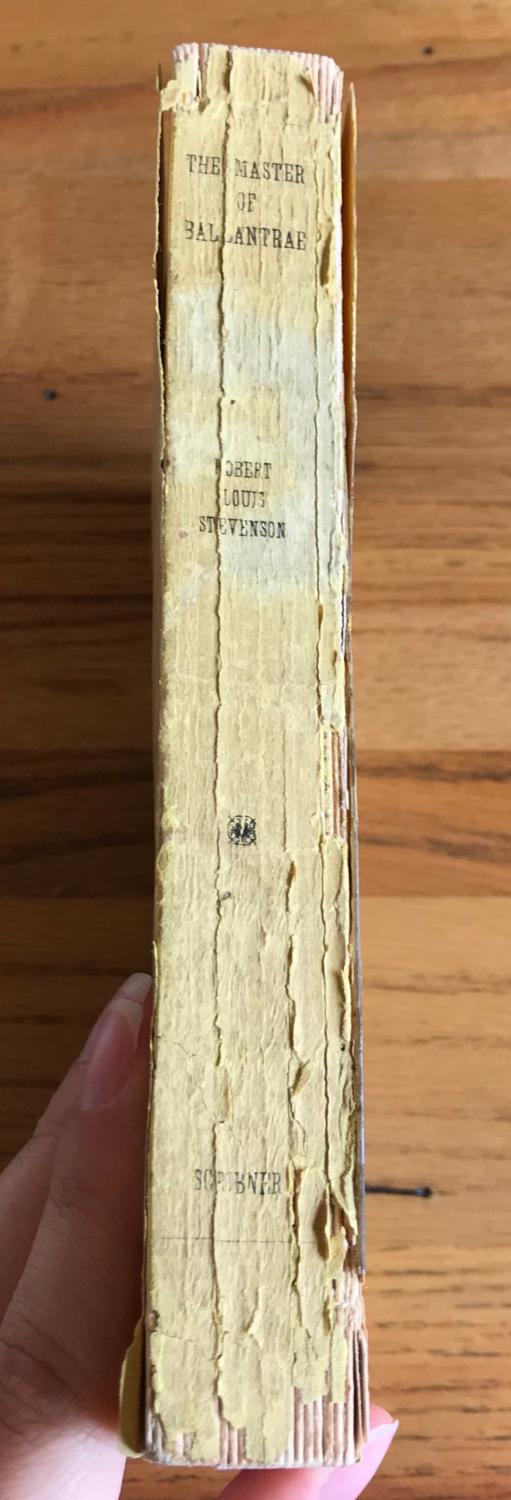 THE MASTER
OF
BALLANTRAE
ROBERT
LOUIS
STEVENSON
SCRIBNER